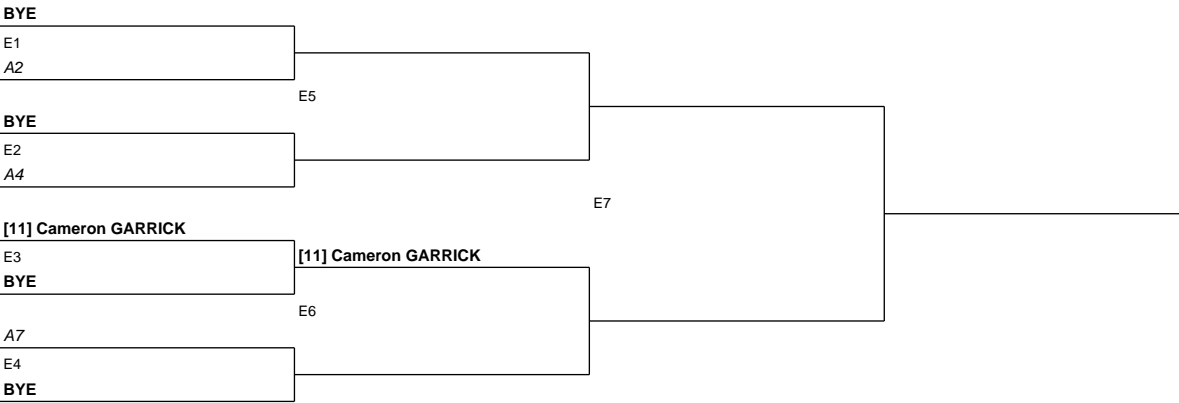 BYE
E1
A2
E5
BYE
E2
A4
E7
[11] Cameron GARRICK
E3
[11] Cameron GARRICK
BYE
E6
A7
E4
BYE